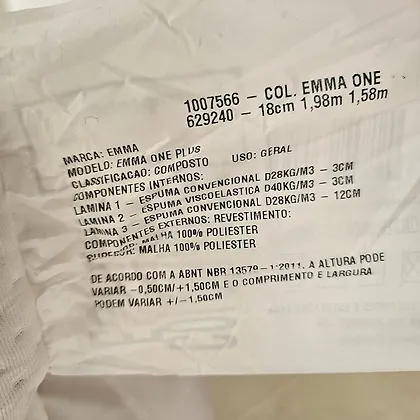 1007566 - COL. EMMA ONE
629240 - 18cm 1,98m 1,58m
MARCA: EMMA
MODELO: EMMA ONE PLUS
CLASSIFICACAO: COMPOSTO USO: GERAL
COMPONENTES INTERNOS:
LAMINA 1 - ESPUMA CONVENCIONAL D28KG/M3 - 3CM
LAMINA 2 - ESPUMA VISCOELASTICA D40KG/M3 - 3CM
LAMINA 3 - ESPUMA CONVENCIONAL D28KG/M3 - 12CM
COMPONENTES EXTERNOS: REVESTIMENTO:
MALHA 100% POLIESTER
MALHA 100% POLIESTER
DE ACORDO COM A ABNT NBR 13579-1:2011, A ALTURA PODE
VARIAR -0,50CM/+1,50CM E O COMPRIMENTO E LARGURA
PODEM VARIAR +/-1,50CM